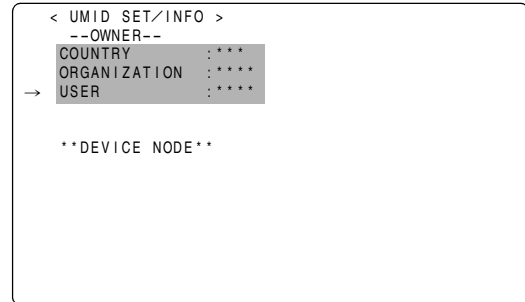 < UMID SET/INFO >
--OWNER--
COUNTRY :***
ORGANIZATION :****
→ USER :****
**DEVICE NODE**